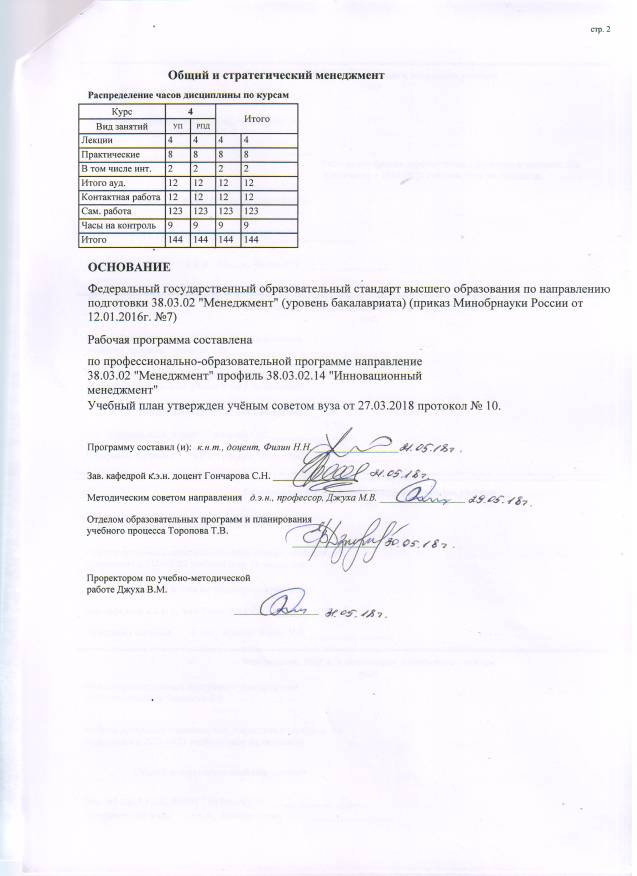 стр. 2
Общий и стратегический менеджмент
Распределение часов дисциплины по курсам
Курс 4 Итого
Вид занятий УП РПД
Лекции 4 4 4 4
Практические 8 8 8 8
В том числе инт. 2 2 2 2
Итого ауд. 12 12 12 12
Контактная работа 12 12 12 12
Сам. работа 123 123 123 123
Часы на контроль 9 9 9 9
Итого 144 144 144 144
ОСНОВАНИЕ
Федеральный государственный образовательный стандарт высшего образования по направлению
подготовки 38.03.02 "Менеджмент" (уровень бакалавриата) (приказ Минобрнауки России от
12.01.2016г. №7)
Рабочая программа составлена
по профессионально-образовательной программе направление
38.03.02 "Менеджмент" профиль 38.03.02.14 "Инновационный
менеджмент"
Учебный план утвержден учёным советом вуза от 27.03.2018 протокол № 10.
Программу составил (и): к.н.т., доцент, Филин Н.Н. 21.05.18г.
Зав. кафедрой к.э.н. доцент Гончарова С.Н. 21.05.18г.
Методическим советом направления д.э.н., профессор, Джуха М.В. 29.05.18г.
Отделом образовательных программ и планирования
учебного процесса Торопова Т.В.
30.05.18г.
Проректором по учебно-методической
работе Джуха В.М.
31.05.18г.